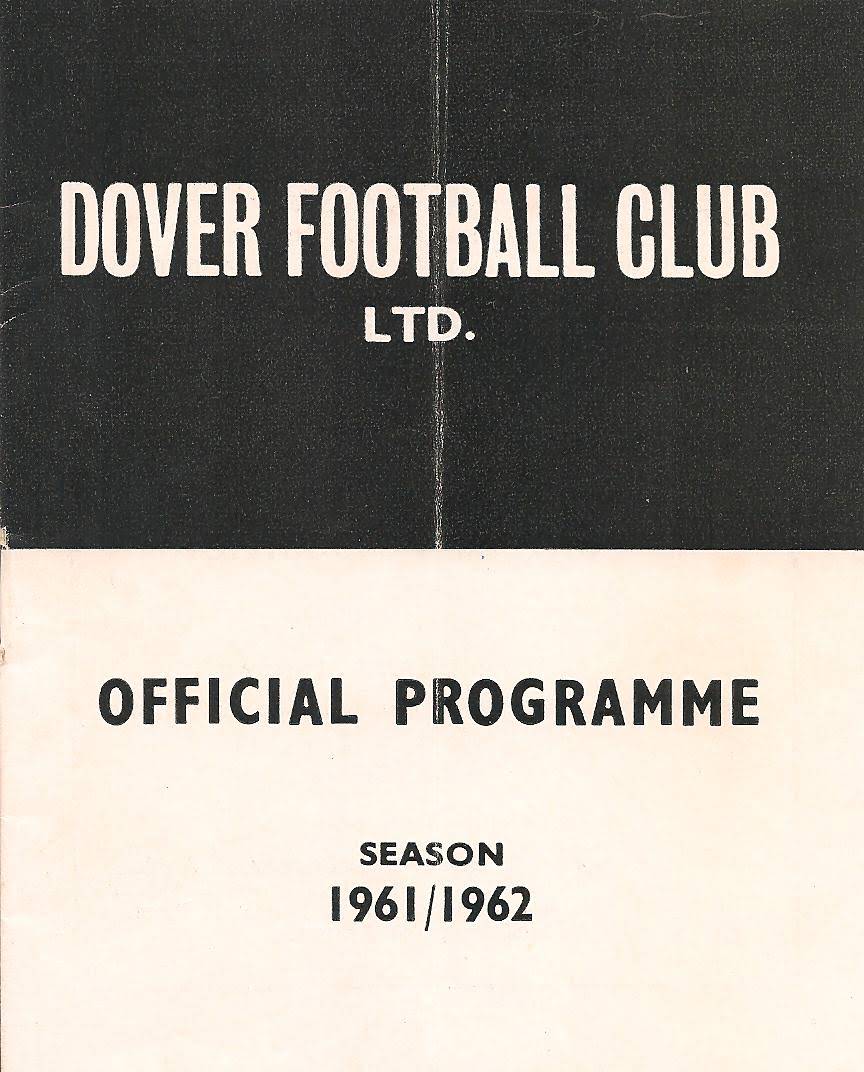 DOVER FOOTBALL CLUB
LTD.
OFFICIAL PROGRAMME
SEASON
1961/1962